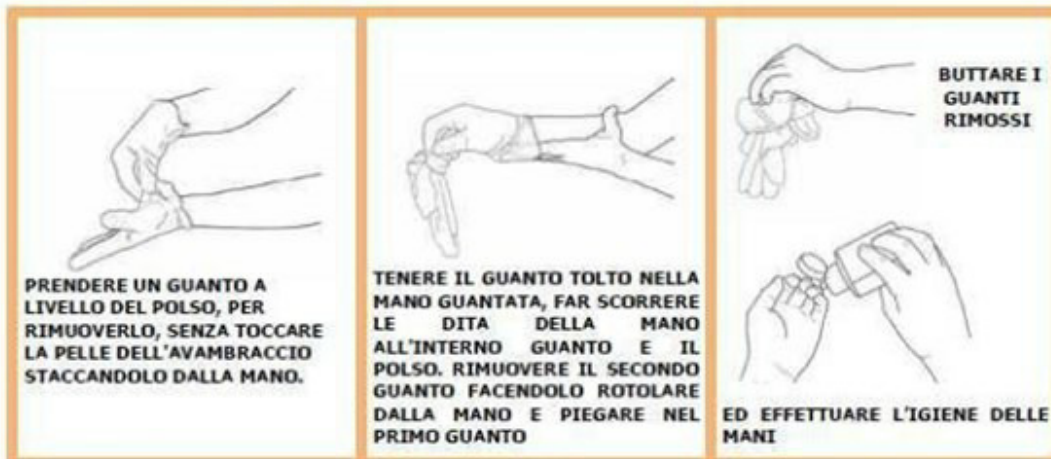 PRENDERE UN GUANTO A
LIVELLO DEL POLSO, PER
RIMUOVERLO, SENZA TOCCARE
LA PELLE DELL'AVAMBRACCIO
STACCANDOLO DALLA MANO.
TENERE IL GUANTO TOLTO NELLA
MANO GUANTATA, FAR SCORRERE
LE DITA DELLA MANO
ALL'INTERNO GUANTO E IL
POLSO. RIMUOVERE IL SECONDO
GUANTO FACENDOLO ROTOLARE
DALLA MANO E PIEGARE NEL
PRIMO GUANTO
BUTTARE I
GUANTI
RIMOSSI
ED EFFETTUARE L'IGIENE DELLE
MANI